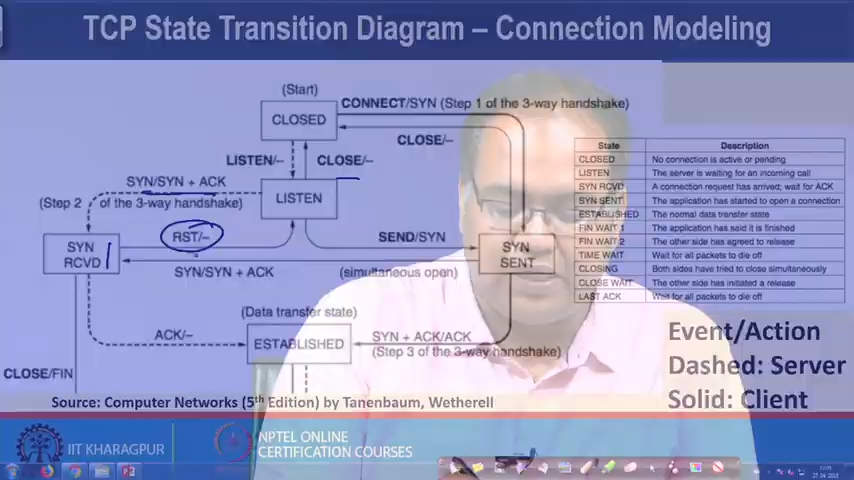 TCP State Transition Diagram – Connection Modeling
(Start)
CLOSED
CONNECT/SYN (Step 1 of the 3-way handshake)
CLOSE/–
LISTEN/–
CLOSE/–
SYN/SYN + ACK
LISTEN
(Step 2 of the 3-way handshake)
RST/–
SEND/SYN
SYN
RCVD
SYN
SENT
SYN/SYN + ACK (simultaneous open)
(Data transfer state)
ACK/–
ESTABLISHED
SYN + ACK/ACK
(Step 3 of the 3-way handshake)
CLOSE/FIN
State Description
CLOSED No connection is active or pending
LISTEN The server is waiting for an incoming call
SYN RCVD A connection request has arrived; wait for ACK
SYN SENT The application has started to open a connection
ESTABLISHED The normal data transfer state
FIN WAIT 1 The application has said it is finished
FIN WAIT 2 The other side has agreed to release
TIME WAIT Wait for all packets to die off
CLOSING Both sides have tried to close simultaneously
CLOSE WAIT The other side has initiated a release
LAST ACK Wait for all packets to die off
Event/Action
Dashed: Server
Solid: Client
Source: Computer Networks (5th Edition) by Tanenbaum, Wetherell
IIT KHARAGPUR
NPTEL ONLINE
CERTIFICATION COURSES